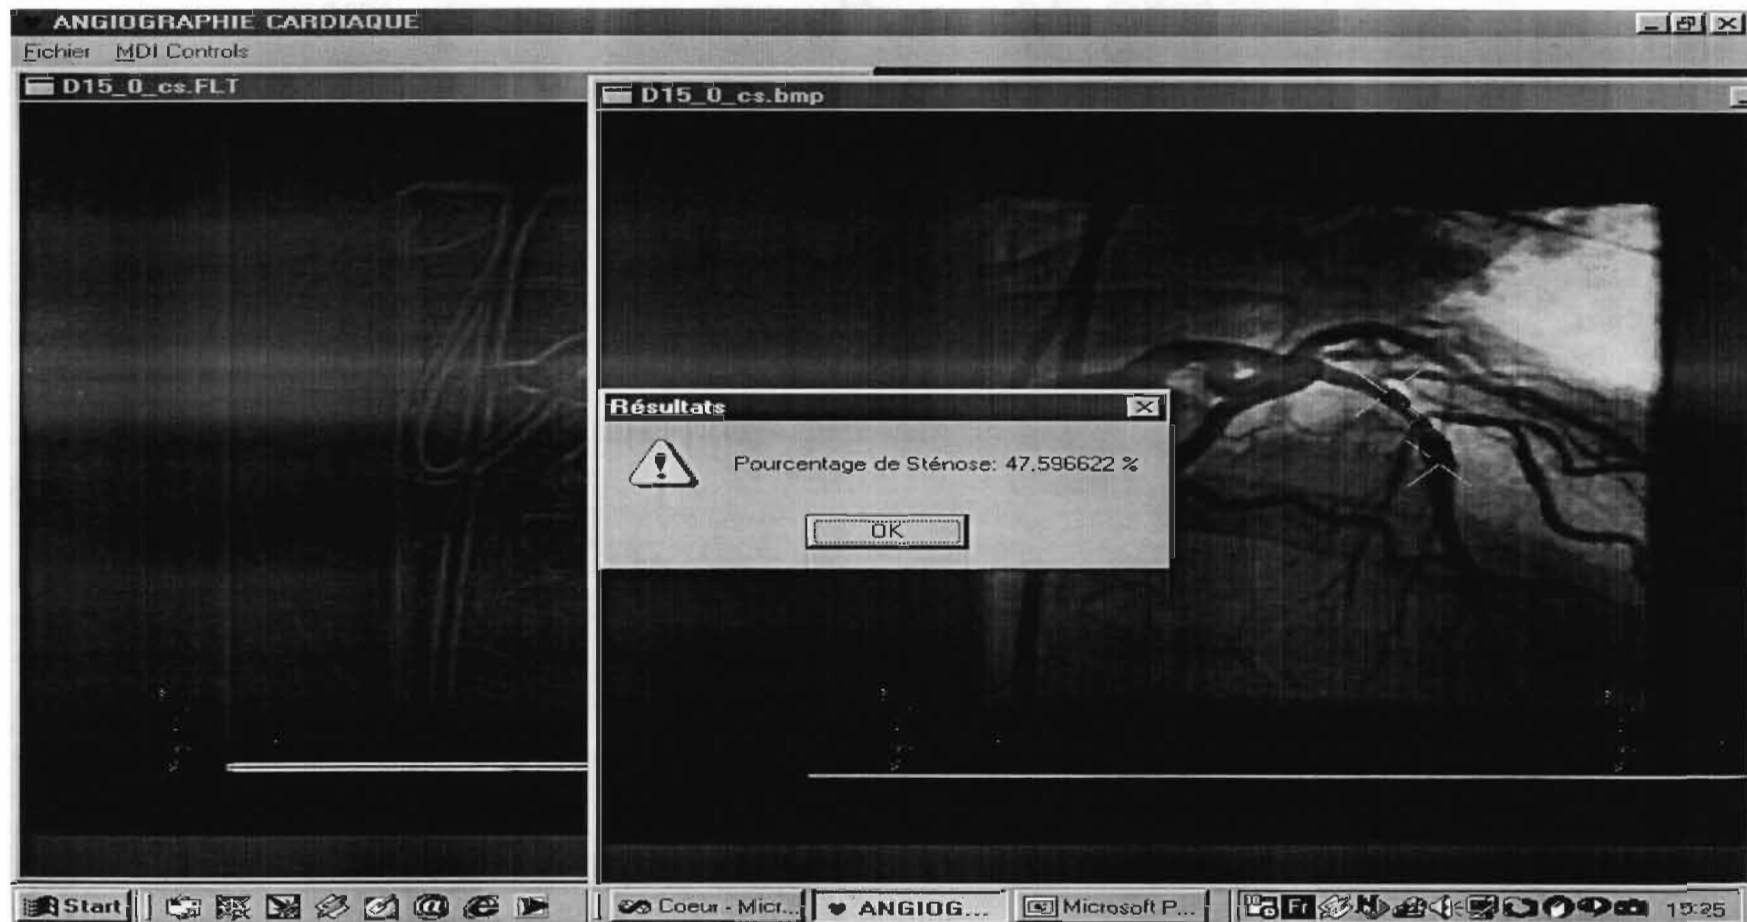 ANGIOGRAPHIE CARDIAQUE
Fichier MDI Controls
D15_0_cs.FLT
D15_0_cs.bmp
Résultats
Pourcentage de Sténose: 47.596622 %
OK
Start
Coeur - Micr...
ANGIOG...
Microsoft P...
Fr
15:25